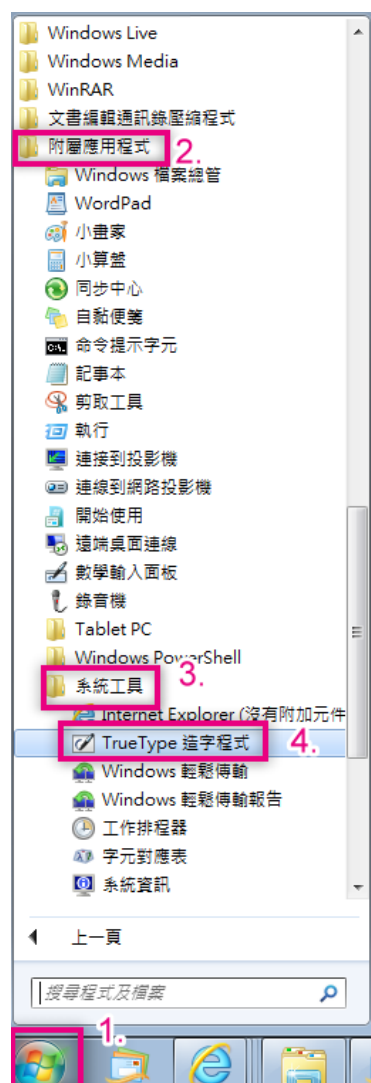 Windows Live
Windows Media
WinRAR
文書編輯通訊錄壓縮程式
附屬應用程式 2.
Windows 檔案總管
WordPad
小畫家
小算盤
同步中心
自黏便箋
命令提示字元
記事本
剪取工具
執行
連接到投影機
連線到網路投影機
開始使用
遠端桌面連線
數學輸入面板
錄音機
Tablet PC
Windows PowerShell
系統工具 3.
Internet Explorer (沒有附加元件
TrueType 造字程式 4.
Windows 輕鬆傳輸
Windows 輕鬆傳輸報告
工作排程器
字元對應表
系統資訊
上一頁
搜尋程式及檔案
1.